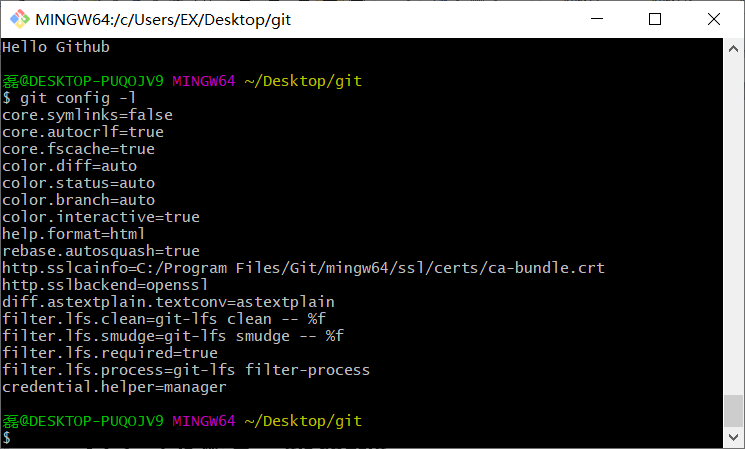 MINGW64:/c/Users/EX/Desktop/git
Hello Github
磊@DESKTOP-PUQOJV9 MINGW64 ~/Desktop/git
$ git config -l
core.symlinks=false
core.autocrlf=true
core.fscache=true
color.diff=auto
color.status=auto
color.branch=auto
color.interactive=true
help.format=html
rebase.autosquash=true
http.sslcainfo=C:/Program Files/Git/mingw64/ssl/certs/ca-bundle.crt
http.sslbackend=openssl
diff.astextplain.textconv=astextplain
filter.lfs.clean=git-lfs clean -- %f
filter.lfs.smudge=git-lfs smudge -- %f
filter.lfs.required=true
filter.lfs.process=git-lfs filter-process
credential.helper=manager
磊@DESKTOP-PUQOJV9 MINGW64 ~/Desktop/git
$